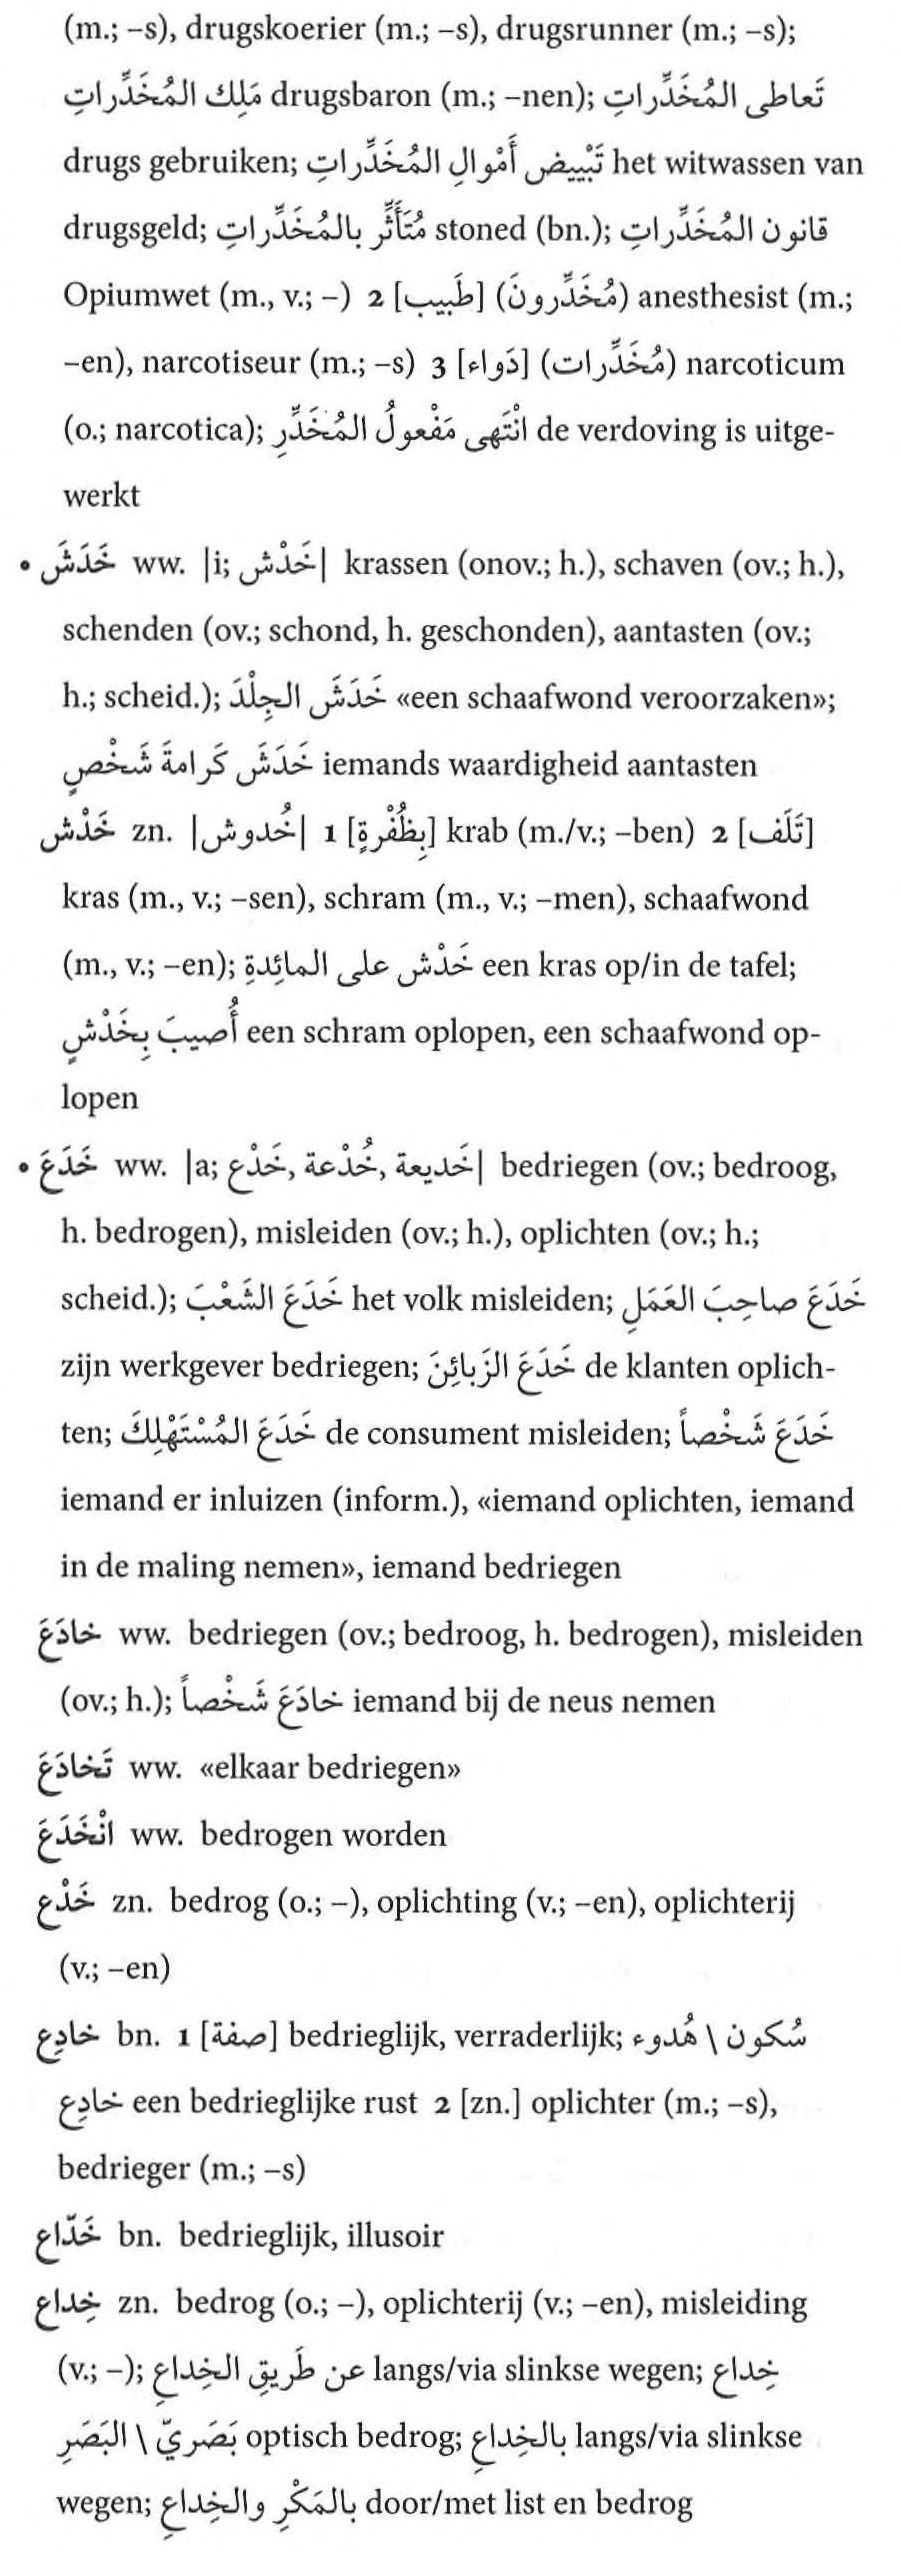 (m.; –s), drugskoerier (m.; –s), drugsrunner (m.; –s);
مَلِك المُخَدِّراتِ drugsbaron (m.; –nen); تَعاطى المُخَدِّراتِ
drugs gebruiken; تَبْييض أَمْوالِ المُخَدِّراتِ het witwassen van
drugsgeld; مُتَأَثِّر بالمُخَدِّراتِ stoned (bn.); قانون المُخَدِّراتِ
Opiumwet (m., v.; –) 2 [طَبيب] (مُخَدِّرونَ) anesthesist (m.;
–en), narcotiseur (m.; –s) 3 [دَواء] (مُخَدِّرات) narcoticum
(o.; narcotica); انْتَهى مَفْعولُ المُخَدِّرِ de verdoving is uitge-
werkt
• خَدَشَ ww. |i; خَدْش| krassen (onov.; h.), schaven (ov.; h.),
schenden (ov.; schond, h. geschonden), aantasten (ov.;
h.; scheid.); خَدَشَ الجِلْدَ «een schaafwond veroorzaken»;
خَدَشَ كَرامةَ شَخْصٍ iemands waardigheid aantasten
خَدْش zn. |خُدوش| 1 [بِظُفْرةٍ] krab (m./v.; –ben) 2 [تَلَف]
kras (m., v.; –sen), schram (m., v.; –men), schaafwond
(m., v.; –en); خَدْش على المائِدةِ een kras op/in de tafel;
أُصيبَ بِخَدْشٍ een schram oplopen, een schaafwond op-
lopen
• خَدَعَ ww. |a; خَديعة, خُدْعة, خَدْع| bedriegen (ov.; bedroog,
h. bedrogen), misleiden (ov.; h.), oplichten (ov.; h.;
scheid.); خَدَعَ الشَّعْبَ het volk misleiden; خَدَعَ صاحِبَ العَمَلِ
zijn werkgever bedriegen; خَدَعَ الزَّبائِنَ de klanten oplich-
ten; خَدَعَ المُسْتَهْلِكَ de consument misleiden; خَدَعَ شَخْصاً
iemand er inluizen (inform.), «iemand oplichten, iemand
in de maling nemen», iemand bedriegen
خادَعَ ww. bedriegen (ov.; bedroog, h. bedrogen), misleiden
(ov.; h.); خادَعَ شَخْصاً iemand bij de neus nemen
تَخادَعَ ww. «elkaar bedriegen»
انْخَدَعَ ww. bedrogen worden
خَدْع zn. bedrog (o.; –), oplichting (v.; –en), oplichterij
(v.; –en)
خادِع bn. 1 [صفة] bedrieglijk, verraderlijk; سُكون \ هُدوء
خادِع een bedrieglijke rust 2 [zn.] oplichter (m.; –s),
bedrieger (m.; –s)
خَدّاع bn. bedrieglijk, illusoir
خِداع zn. bedrog (o.; –), oplichterij (v.; –en), misleiding
(v.; –); عن طَريقِ الخِداعِ langs/via slinkse wegen; خِداع
بَصَريّ \ البَصَرِ optisch bedrog; بالخِداعِ langs/via slinkse
wegen; بالمَكْرِ والخِداعِ door/met list en bedrog